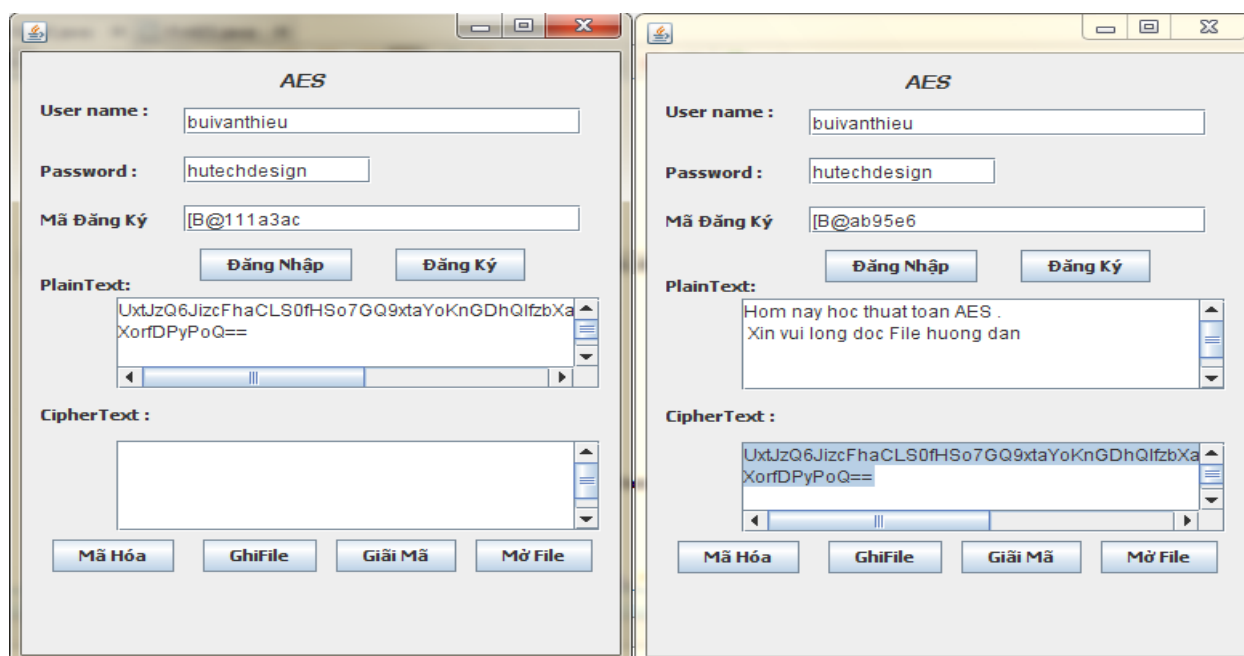 AES
User name :
buivanthieu
Password :
hutechdesign
Mã Đăng Ký
[B@111a3ac
Đăng Nhập
Đăng Ký
PlainText:
UxtJzQ6JizcFhaCLS0fHSo7GQ9xtaYoKnGDhQIfzbXa
XorfDPyPoQ==
CipherText :
Mã Hóa
GhiFile
Giãi Mã
Mở File
AES
User name :
buivanthieu
Password :
hutechdesign
Mã Đăng Ký
[B@ab95e6
Đăng Nhập
Đăng Ký
PlainText:
Hom nay hoc thuat toan AES .
Xin vui long doc File huong dan
CipherText :
UxtJzQ6JizcFhaCLS0fHSo7GQ9xtaYoKnGDhQIfzbXa
XorfDPyPoQ==
Mã Hóa
GhiFile
Giãi Mã
Mở File